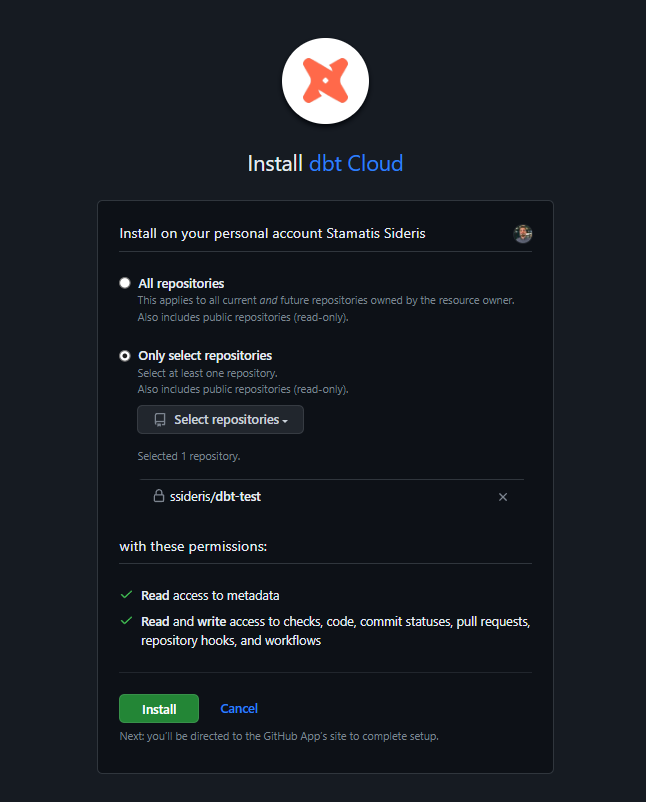 Install dbt Cloud
Install on your personal account Stamatis Sideris
All repositories
This applies to all current and future repositories owned by the resource owner.
Also includes public repositories (read-only).
Only select repositories
Select at least one repository.
Also includes public repositories (read-only).
Select repositories
Selected 1 repository.
ssideris/dbt-test
with these permissions:
Read access to metadata
Read and write access to checks, code, commit statuses, pull requests,
repository hooks, and workflows
Install Cancel
Next: you'll be directed to the GitHub App's site to complete setup.